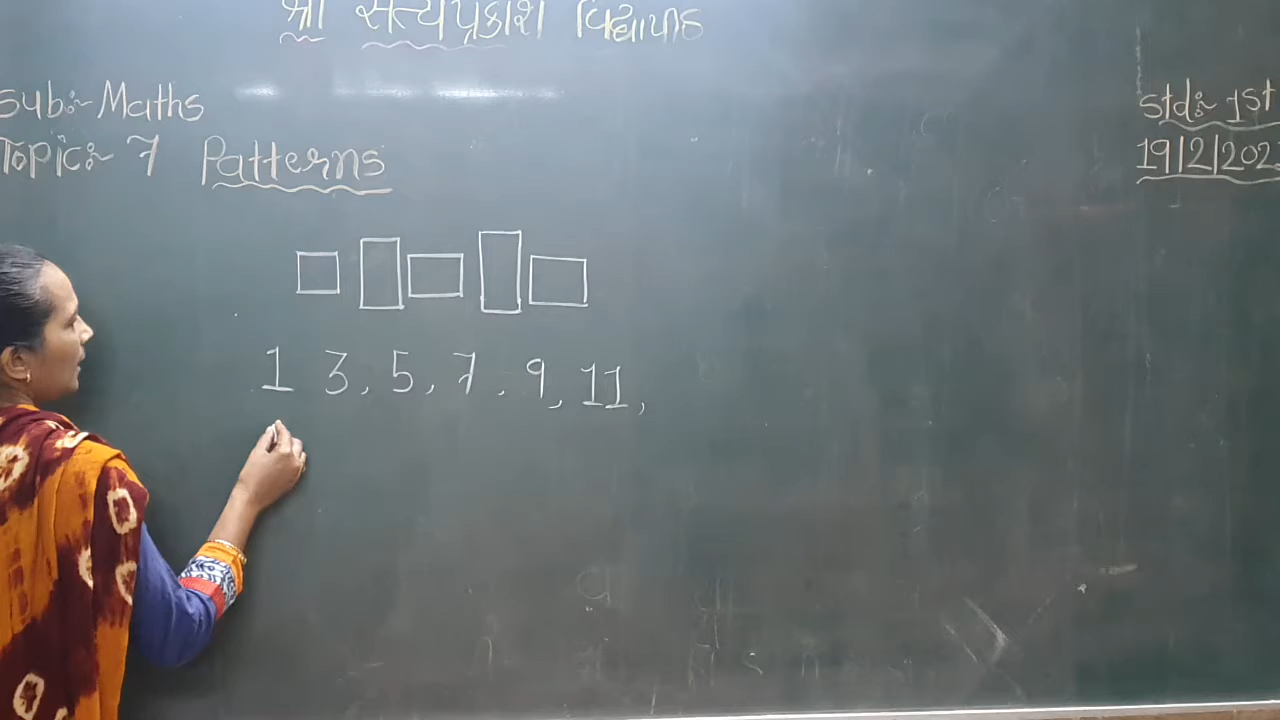 श्री सत्यप्रकाश विद्यापीठ
Sub:- Maths
Std:- 1st
Topic:- 7 Patterns
19/2/202
1 3, 5, 7, 9, 11,